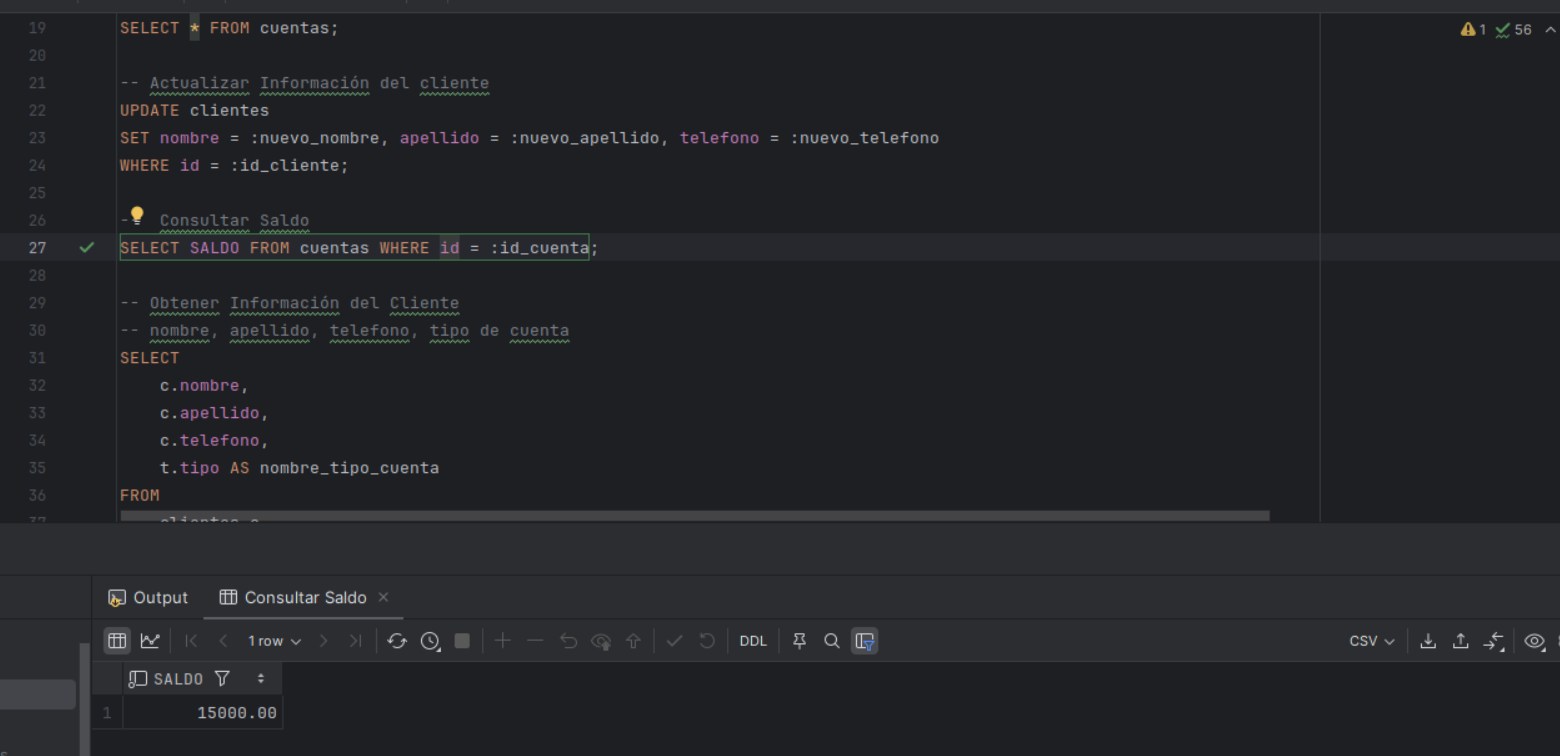 19 SELECT * FROM cuentas;
1 56
20
21 -- Actualizar Información del cliente
22 UPDATE clientes
23 SET nombre = :nuevo_nombre, apellido = :nuevo_apellido, telefono = :nuevo_telefono
24 WHERE id = :id_cliente;
25
26 - Consultar Saldo
27 SELECT SALDO FROM cuentas WHERE id = :id_cuenta;
28
29 -- Obtener Información del Cliente
30 -- nombre, apellido, telefono, tipo de cuenta
31 SELECT
32 c.nombre,
33 c.apellido,
34 c.telefono,
35 t.tipo AS nombre_tipo_cuenta
36 FROM
Output Consultar Saldo ×
1 row DDL CSV
SALDO
1 15000.00